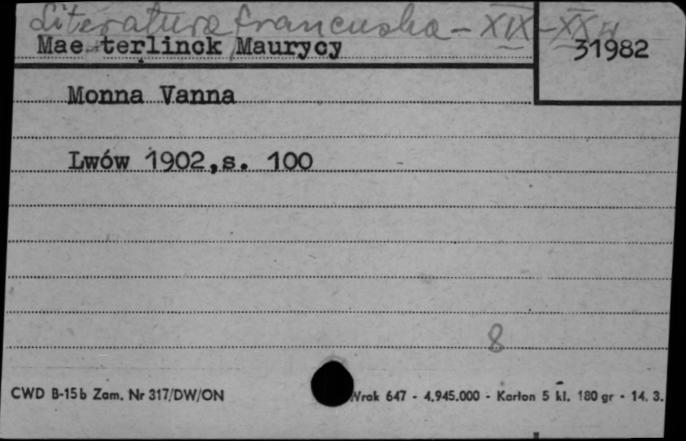 Literatura francuska - XIX-XX w
Mae terlinck Maurycy
31982
Monna Vanna
Lwów 1902,s. 100
8
CWD B-15b Zam. Nr 317/DW/ON Wrak 647 - 4.945.000 - Karton 5 kl. 180 gr - 14. 3.